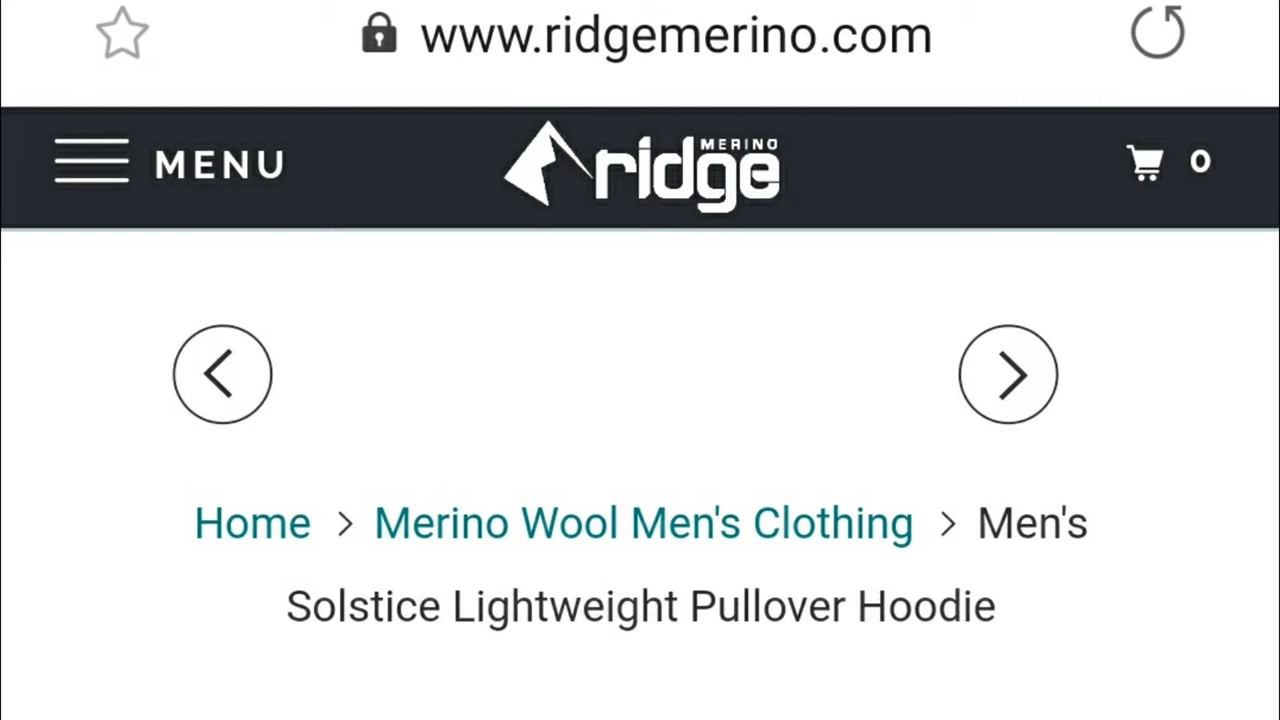 www.ridgemerino.com
MENU
MERINO
ridge
0
Home > Merino Wool Men's Clothing > Men's
Solstice Lightweight Pullover Hoodie